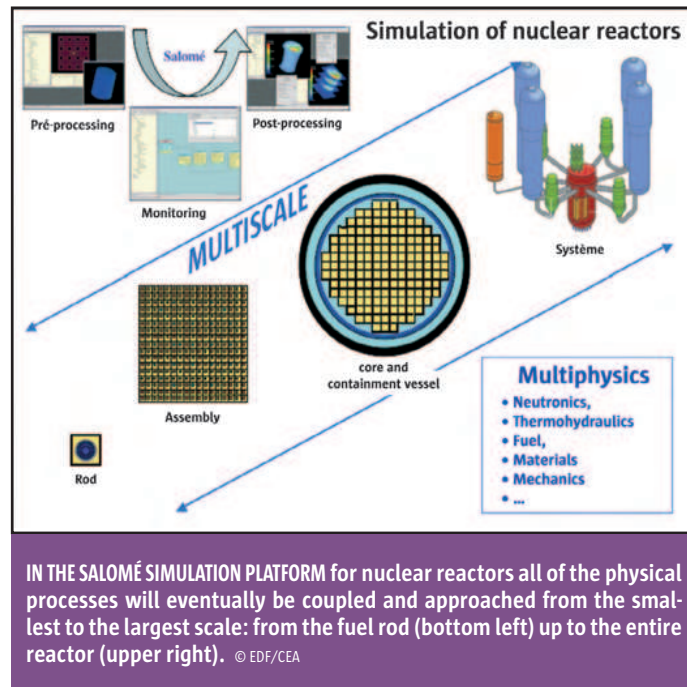 Simulation of nuclear reactors
Salomé
Pré-processing
Post-processing
Monitoring
MULTISCALE
Système
core and
containment vessel
Assembly
Rod
Multiphysics
• Neutronics,
• Thermohydraulics
• Fuel,
• Materials
• Mechanics
• ...
IN THE SALOMÉ SIMULATION PLATFORM for nuclear reactors all of the physical
processes will eventually be coupled and approached from the smal-
lest to the largest scale: from the fuel rod (bottom left) up to the entire
reactor (upper right). © EDF/CEA